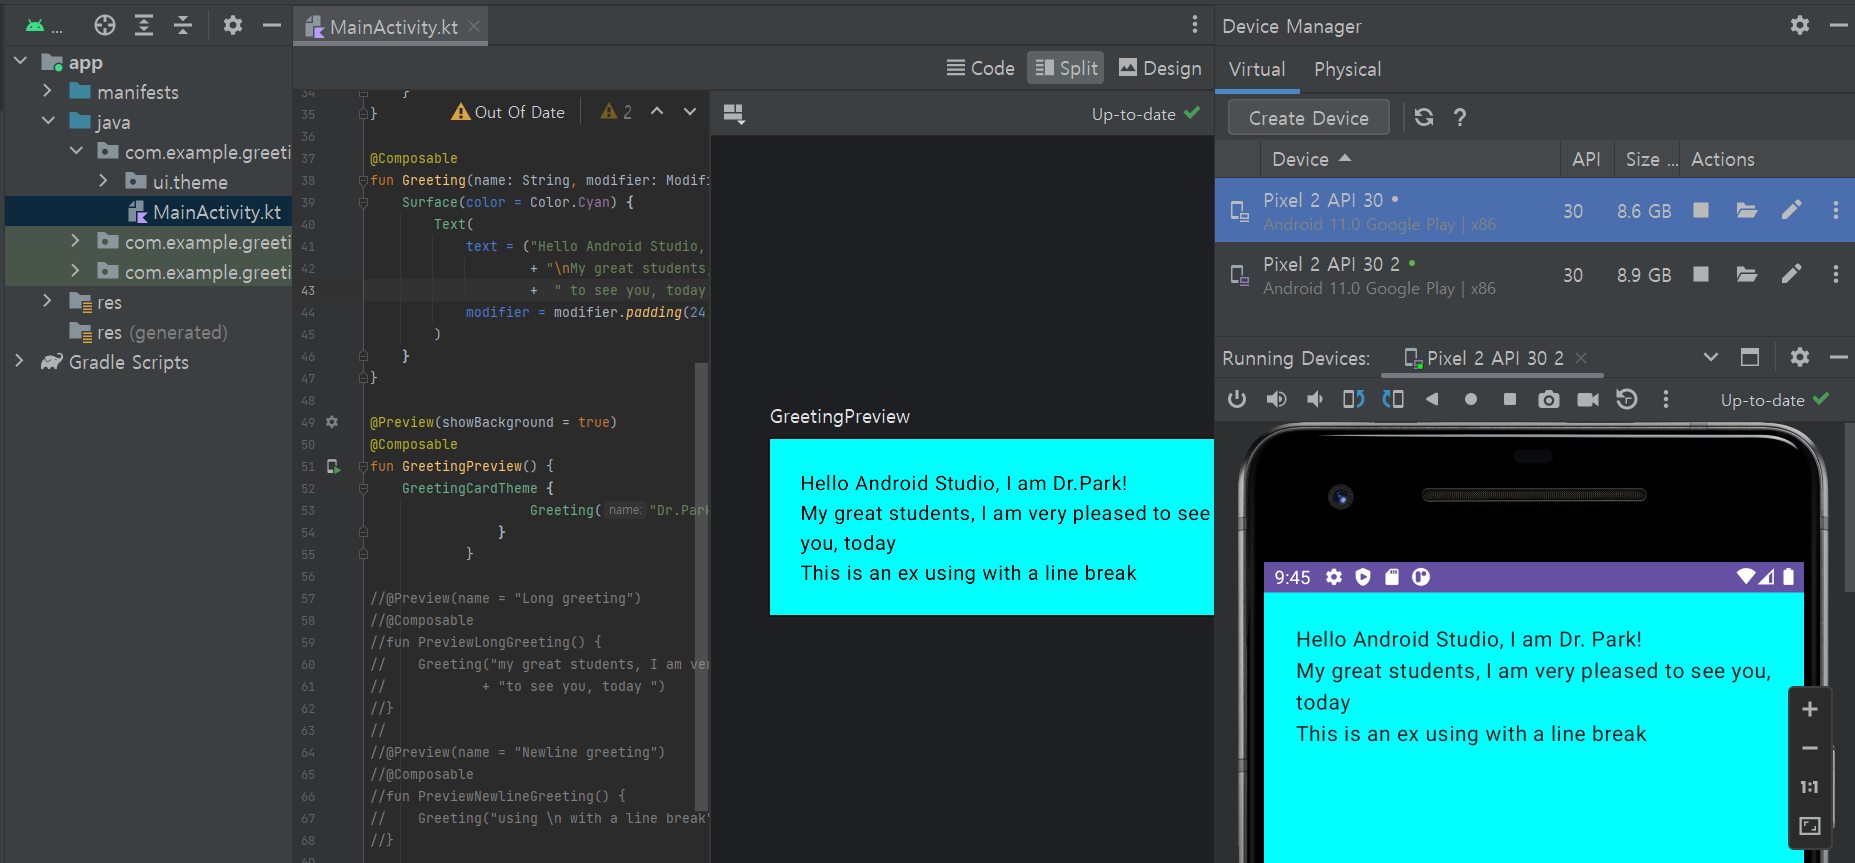 ...
MainActivity.kt
Device Manager
Code
Split
Design
Virtual
Physical
app
manifests
java
com.example.greeti
ui.theme
MainActivity.kt
com.example.greeti
com.example.greeti
res
res (generated)
Gradle Scripts
Out Of Date
2
34 }
35 }
36
37 @Composable
38 fun Greeting(name: String, modifier: Modif
39 Surface(color = Color.Cyan) {
40 Text(
41 text = ("Hello Android Studio,
42 + "\nMy great students,
43 + " to see you, today
44 modifier = modifier.padding(24
45 )
46 }
47 }
48
49 @Preview(showBackground = true)
50 @Composable
51 fun GreetingPreview() {
52 GreetingCardTheme {
53 Greeting( name: "Dr.Park
54 }
55 }
56
57 //@Preview(name = "Long greeting")
58 //@Composable
59 //fun PreviewLongGreeting() {
60 // Greeting("my great students, I am ver
61 // + "to see you, today ")
62 //}
63 //
64 //@Preview(name = "Newline greeting")
65 //@Composable
66 //fun PreviewNewlineGreeting() {
67 // Greeting("using \n with a line break"
68 //}
69
Up-to-date
GreetingPreview
Hello Android Studio, I am Dr.Park!
My great students, I am very pleased to see
you, today
This is an ex using with a line break
Create Device
?
Device API Size ... Actions
Pixel 2 API 30 30 8.6 GB
Android 11.0 Google Play | x86
Pixel 2 API 30 2 30 8.9 GB
Android 11.0 Google Play | x86
Running Devices: Pixel 2 API 30 2
Up-to-date
9:45
Hello Android Studio, I am Dr. Park!
My great students, I am very pleased to see you,
today
This is an ex using with a line break
1:1